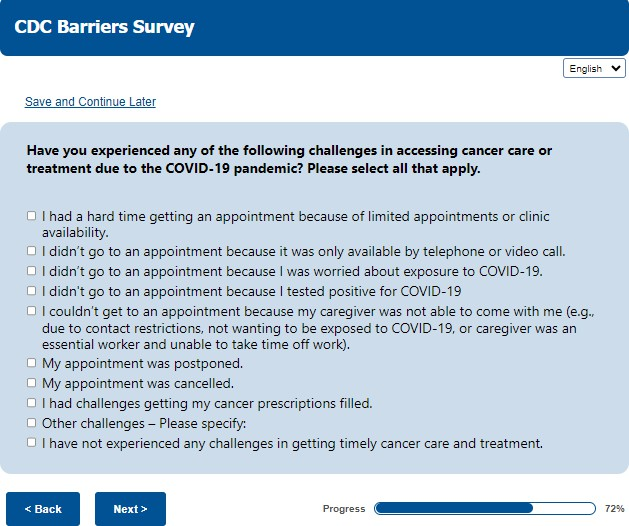 CDC Barriers Survey
English
Save and Continue Later
Have you experienced any of the following challenges in accessing cancer care or
treatment due to the COVID-19 pandemic? Please select all that apply.
I had a hard time getting an appointment because of limited appointments or clinic
availability.
I didn't go to an appointment because it was only available by telephone or video call.
I didn't go to an appointment because I was worried about exposure to COVID-19.
I didn't go to an appointment because I tested positive for COVID-19
I couldn't get to an appointment because my caregiver was not able to come with me (e.g.,
due to contact restrictions, not wanting to be exposed to COVID-19, or caregiver was an
essential worker and unable to take time off work).
My appointment was postponed.
My appointment was cancelled.
I had challenges getting my cancer prescriptions filled.
Other challenges – Please specify:
I have not experienced any challenges in getting timely cancer care and treatment.
< Back
Next >
Progress
72%